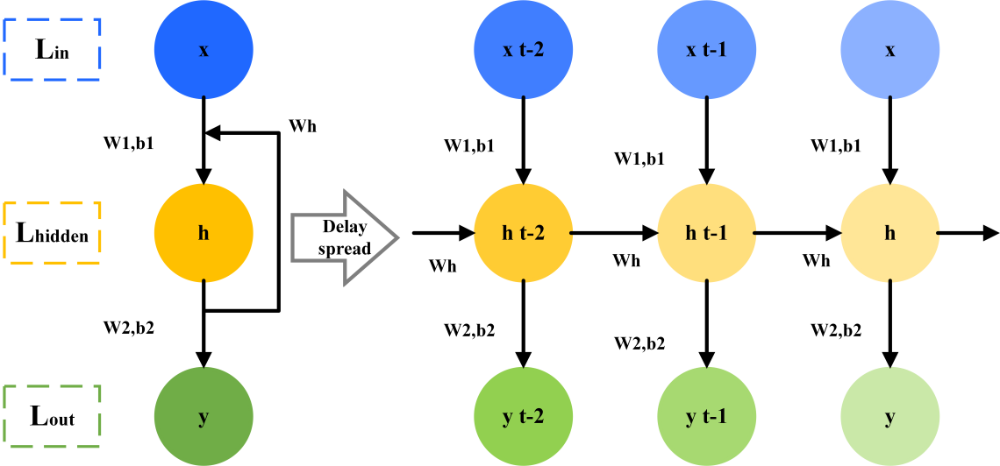 Lin
x
x t-2
x t-1
x
Wh
W1,b1
W1,b1
W1,b1
W1,b1
Lhidden
h
Delay
spread
h t-2
h t-1
h
Wh
Wh
Wh
W2,b2
W2,b2
W2,b2
W2,b2
Lout
y
y t-2
y t-1
y